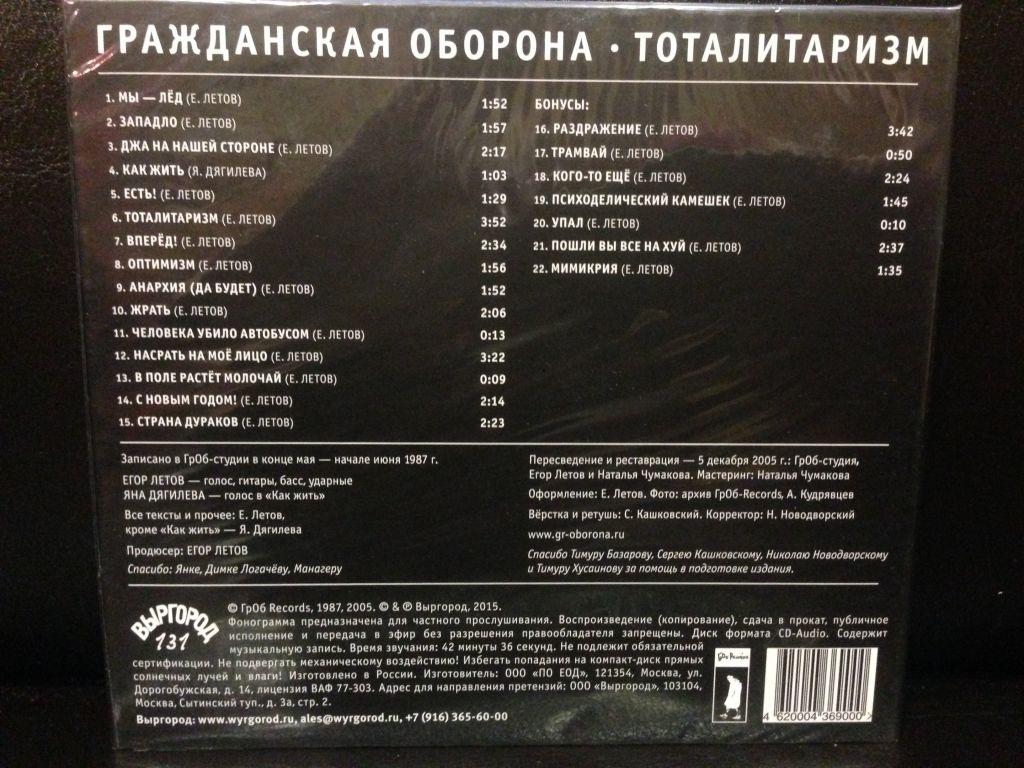 ГРАЖДАНСКАЯ ОБОРОНА · ТОТАЛИТАРИЗМ
1. МЫ — ЛЁД (Е. ЛЕТОВ) 1:52
2. ЗАПАДЛО (Е. ЛЕТОВ) 1:57
3. ДЖА НА НАШЕЙ СТОРОНЕ (Е. ЛЕТОВ) 2:17
4. КАК ЖИТЬ (Я. ДЯГИЛЕВА) 1:03
5. ЕСТЬ! (Е. ЛЕТОВ) 1:29
6. ТОТАЛИТАРИЗМ (Е. ЛЕТОВ) 3:52
7. ВПЕРЁД! (Е. ЛЕТОВ) 2:34
8. ОПТИМИЗМ (Е. ЛЕТОВ) 1:56
9. АНАРХИЯ (ДА БУДЕТ) (Е. ЛЕТОВ) 1:52
10. ЖРАТЬ (Е. ЛЕТОВ) 2:06
11. ЧЕЛОВЕКА УБИЛО АВТОБУСОМ (Е. ЛЕТОВ) 0:13
12. НАСРАТЬ НА МОЁ ЛИЦО (Е. ЛЕТОВ) 3:22
13. В ПОЛЕ РАСТЁТ МОЛОЧАЙ (Е. ЛЕТОВ) 0:09
14. С НОВЫМ ГОДОМ! (Е. ЛЕТОВ) 2:14
15. СТРАНА ДУРАКОВ (Е. ЛЕТОВ) 2:23
БОНУСЫ:
16. РАЗДРАЖЕНИЕ (Е. ЛЕТОВ) 3:42
17. ТРАМВАЙ (Е. ЛЕТОВ) 0:50
18. КОГО-ТО ЕЩЁ (Е. ЛЕТОВ) 2:24
19. ПСИХОДЕЛИЧЕСКИЙ КАМЕШЕК (Е. ЛЕТОВ) 1:45
20. УПАЛ (Е. ЛЕТОВ) 0:10
21. ПОШЛИ ВЫ ВСЕ НА ХУЙ (Е. ЛЕТОВ) 2:37
22. МИМИКРИЯ (Е. ЛЕТОВ) 1:35
Записано в ГрОб-студии в конце мая — начале июня 1987 г.
ЕГОР ЛЕТОВ — голос, гитары, басс, ударные
ЯНА ДЯГИЛЕВА — голос в «Как жить»
Все тексты и прочее: Е. Летов,
кроме «Как жить» — Я. Дягилева
Продюсер: ЕГОР ЛЕТОВ
Спасибо: Янке, Димке Логачёву, Манагеру
Пересведение и реставрация — 5 декабря 2005 г.: ГрОб-студия,
Егор Летов и Наталья Чумакова. Мастеринг: Наталья Чумакова
Оформление: Е. Летов. Фото: архив ГрОб-Records, А. Кудрявцев
Вёрстка и ретушь: С. Кашковский. Корректор: Н. Новодворский
www.gr-oborona.ru
Спасибо Тимуру Базарову, Сергею Кашковскому, Николаю Новодворскому
и Тимуру Хусаинову за помощь в подготовке издания.
ВЫРГОРОД
131
© ГрОб Records, 1987, 2005. © & ℗ Выргород, 2015.
Фонограмма предназначена для частного прослушивания. Воспроизведение (копирование), сдача в прокат, публичное
исполнение и передача в эфир без разрешения правообладателя запрещены. Диск формата CD-Audio. Содержит
музыкальную запись. Время звучания: 42 минуты 36 секунд. Не подлежит обязательной
сертификации. Не подвергать механическому воздействию! Избегать попадания на компакт-диск прямых
солнечных лучей и влаги! Изготовлено в России. Изготовитель: ООО «ПО ЕОД», 121354, Москва, ул.
Дорогобужская, д. 14, лицензия ВАФ 77-303. Адрес для направления претензий: ООО «Выргород», 103104,
Москва, Сытинский туп., д. 3а, стр. 2.
Выргород: www.wyrgorod.ru, ales@wyrgorod.ru, +7 (916) 365-60-00
ГрОб Records
4 620004 369000 >